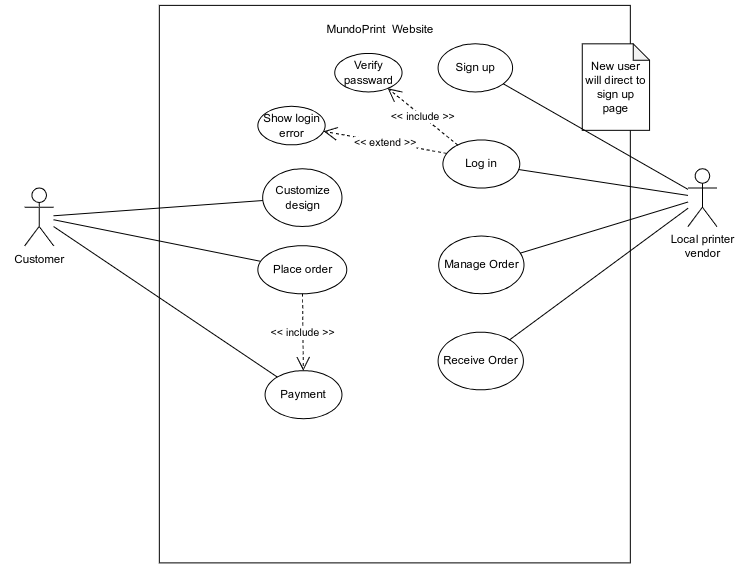 MundoPrint  Website
Verify
passward
Sign up
New user
will direct to
sign up
page
<< include >>
Show login
error
<< extend >>
Log in
Customize
design
Customer
Local printer
vendor
Place order
Manage Order
<< include >>
Receive Order
Payment